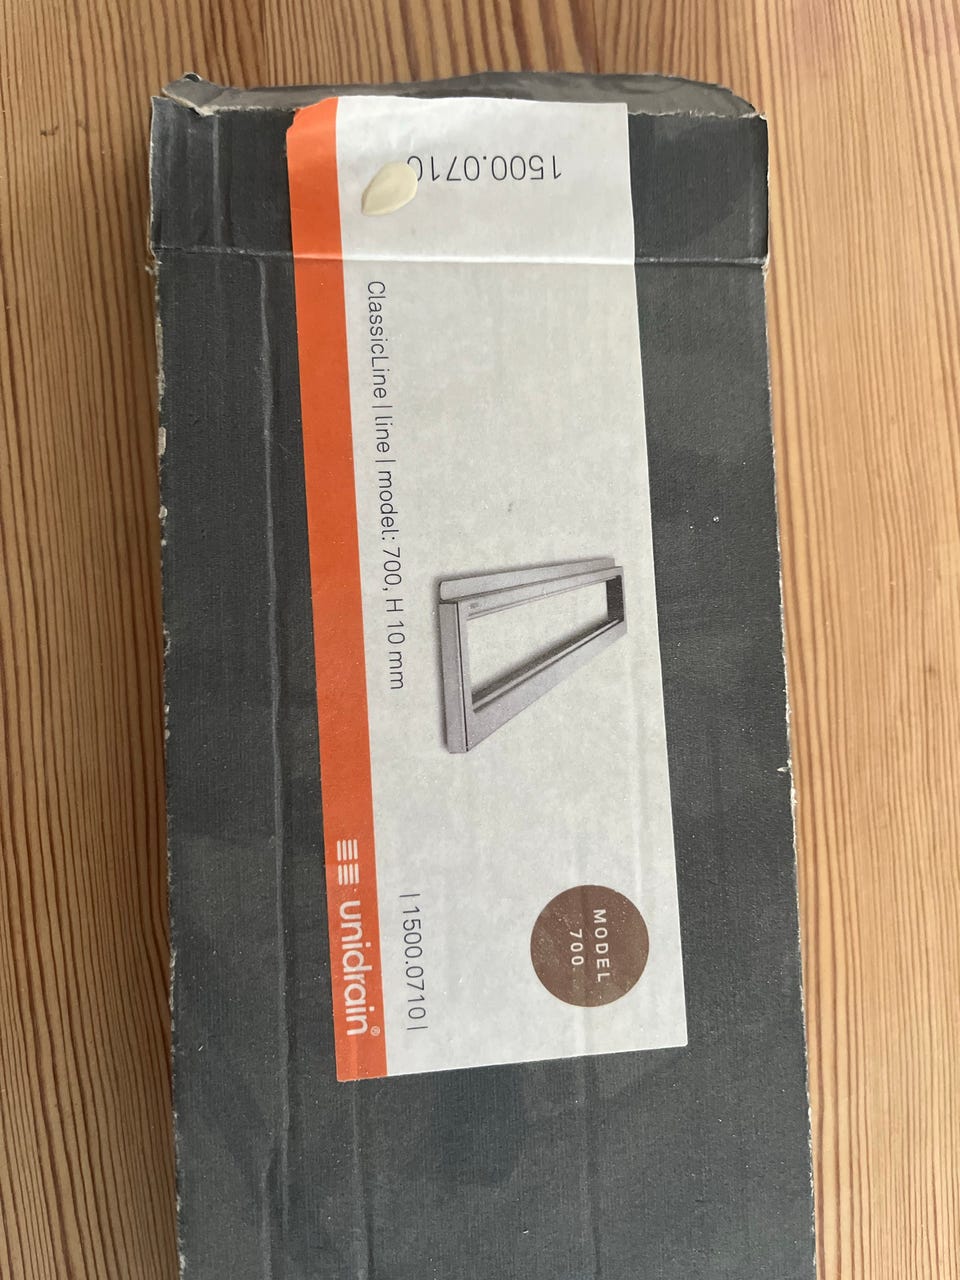 1500.0710
ClassicLine | line | model: 700, H 10 mm
| 1500.0710 |
MODEL
700
unidrain®